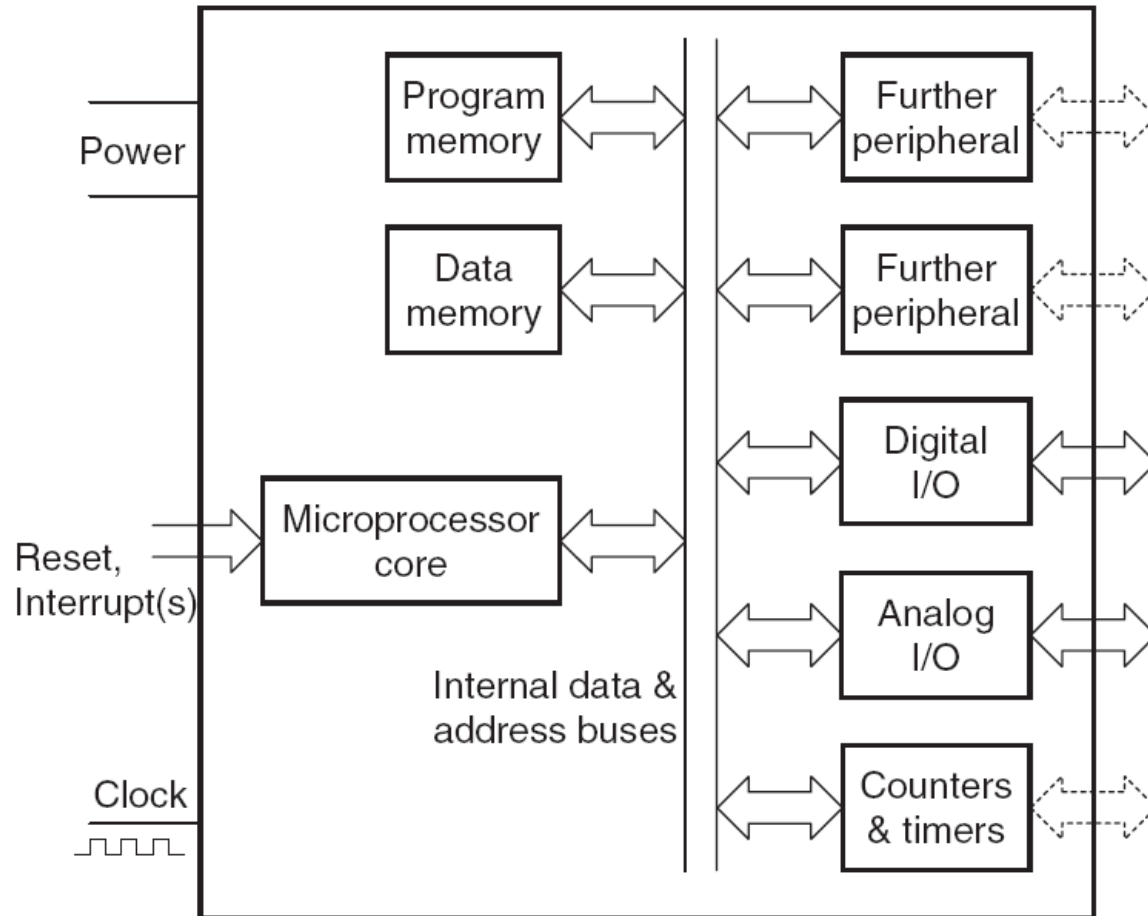 Program
memory
Further
peripheral
Power
Data
memory
Further
peripheral
Digital
I/O
Microprocessor
core
Reset,
Interrupt(s)
Analog
I/O
Internal data &
address buses
Clock
Counters
& timers